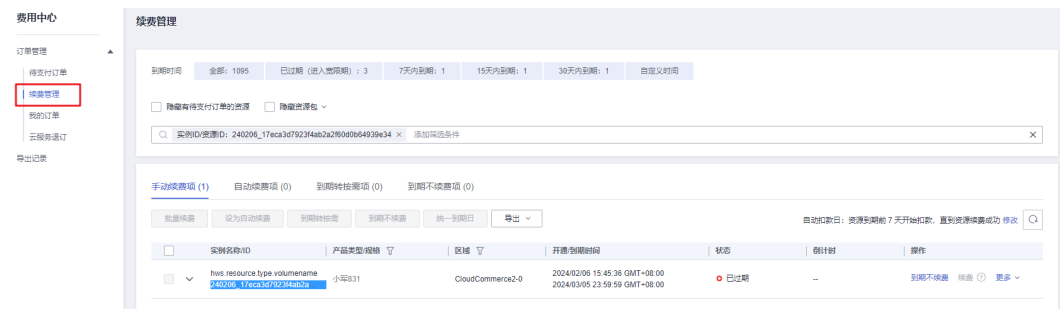 费用中心
订单管理
待支付订单
续费管理
我的订单
云服务退订
导出记录
续费管理
到期时间 全部：1095 已过期（进入宽限期）：3 7天内到期：1 15天内到期：1 30天内到期：1 自定义时间
隐藏有待支付订单的资源 隐藏资源包
实例ID/资源ID：240206_17eca3d7923f4ab2a2f60d0b64939e34 × 添加筛选条件
手动续费项 (1) 自动续费项 (0) 到期转按需项 (0) 到期不续费项 (0)
批量续费 设为自动续费 到期转按需 到期不续费 统一到期日 导出
自动扣款日：资源到期前 7 天开始扣款，直到资源续费成功 修改
实例名称/ID 产品类型/规格 区域 开通/到期时间 状态 倒计时 操作
hws.resource.type.volumename 小军831 CloudCommerce2-0 2024/02/06 15:45:36 GMT+08:00 已过期 -- 到期不续费 续费 ? 更多
240206_17eca3d7923f4ab2a 2024/03/05 23:59:59 GMT+08:00